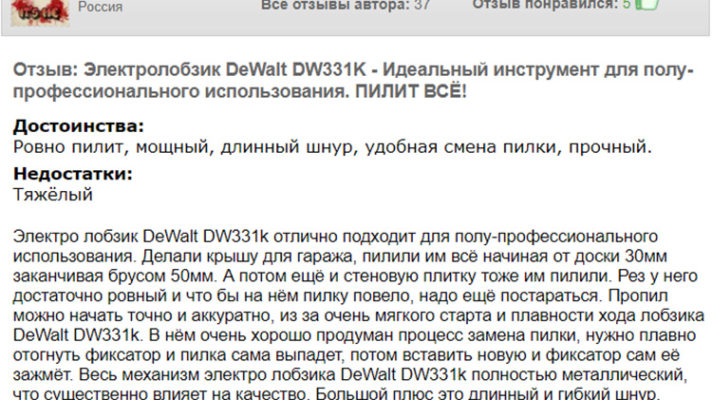 Россия
Все отзывы автора: 37
Отзыв понравился: 5
Отзыв: Электролобзик DeWalt DW331K - Идеальный инструмент для полу-
профессионального использования. ПИЛИТ ВСЁ!
Достоинства:
Ровно пилит, мощный, длинный шнур, удобная смена пилки, прочный.
Недостатки:
Тяжёлый
Электро лобзик DeWalt DW331k отлично подходит для полу-профессионального
использования. Делали крышу для гаража, пилили им всё начиная от доски 30мм
заканчивая брусом 50мм. А потом ещё и стеновую плитку тоже им пилили. Рез у него
достаточно ровный и что бы на нём пилку повело, надо ещё постараться. Пропил
можно начать точно и аккуратно, из за очень мягкого старта и плавности хода лобзика
DeWalt DW331k. В нём очень хорошо продуман процесс замена пилки, нужно плавно
отогнуть фиксатор и пилка сама выпадет, потом вставить новую и фиксатор сам её
зажмёт. Весь механизм электро лобзика DeWalt DW331k полностью металлический,
что существенно влияет на качество. Большой плюс это длинный и гибкий шнур.